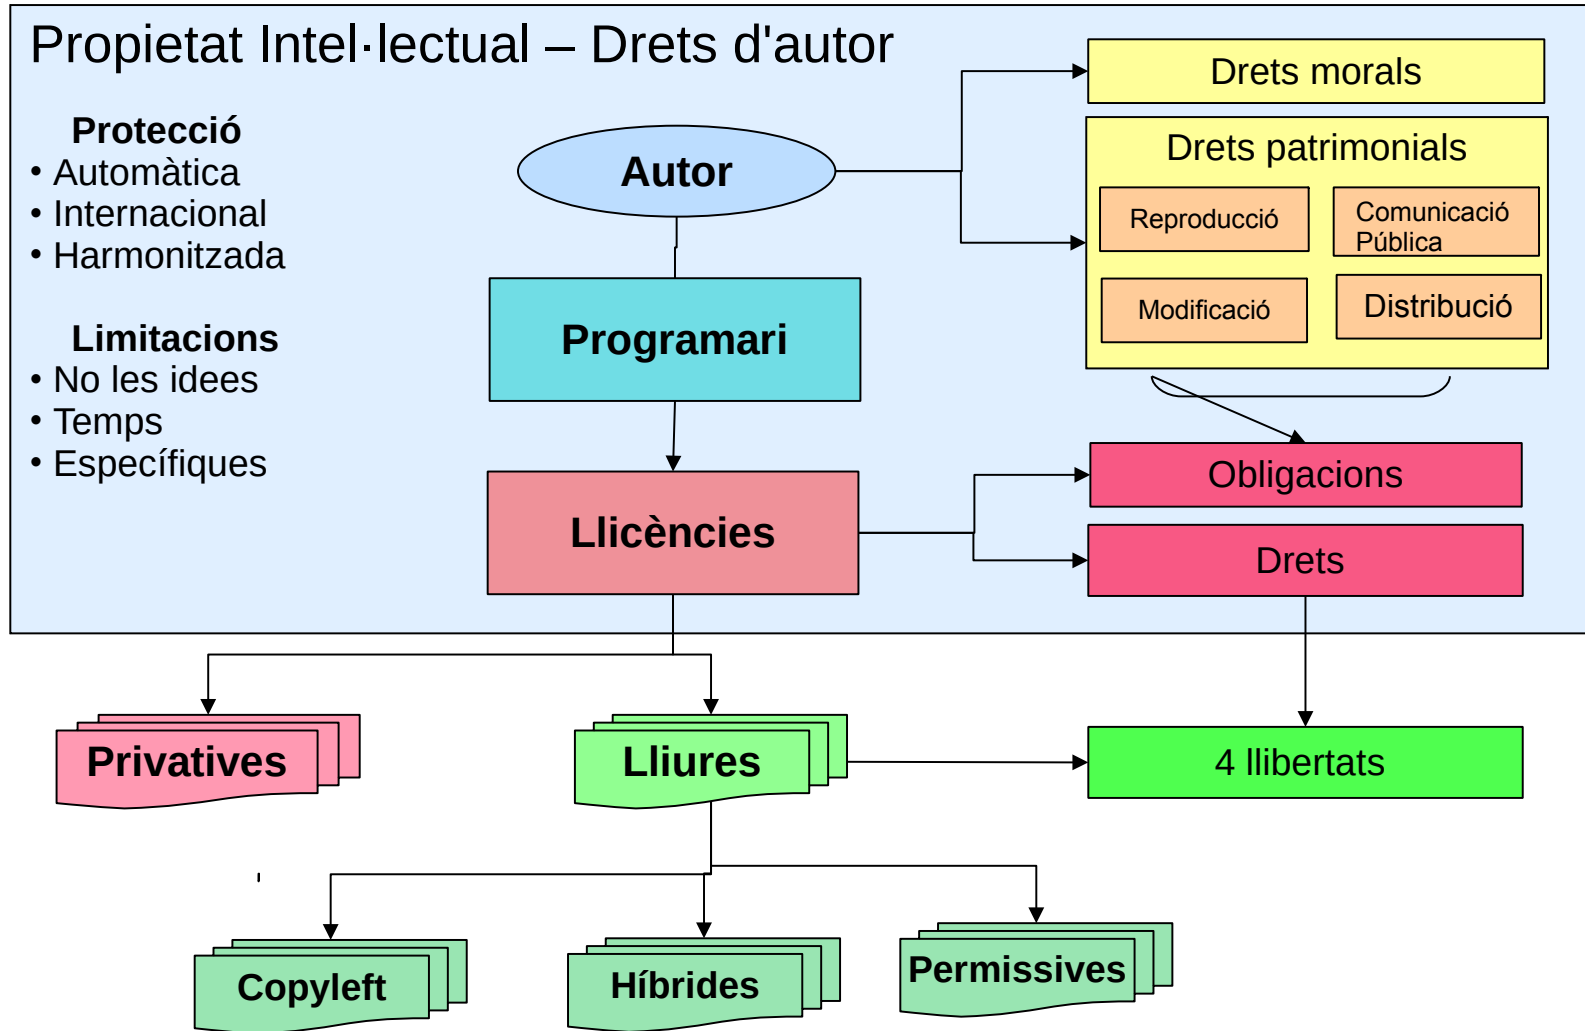 Propietat Intel·lectual – Drets d'autor
Protecció
• Automàtica
• Internacional
• Harmonitzada
Limitacions
• No les idees
• Temps
• Específiques
Autor
Programari
Llicències
Drets morals
Drets patrimonials
Reproducció
Comunicació
Pública
Modificació
Distribució
Obligacions
Drets
Privatives
Lliures
4 llibertats
Copyleft
Híbrides
Permissives